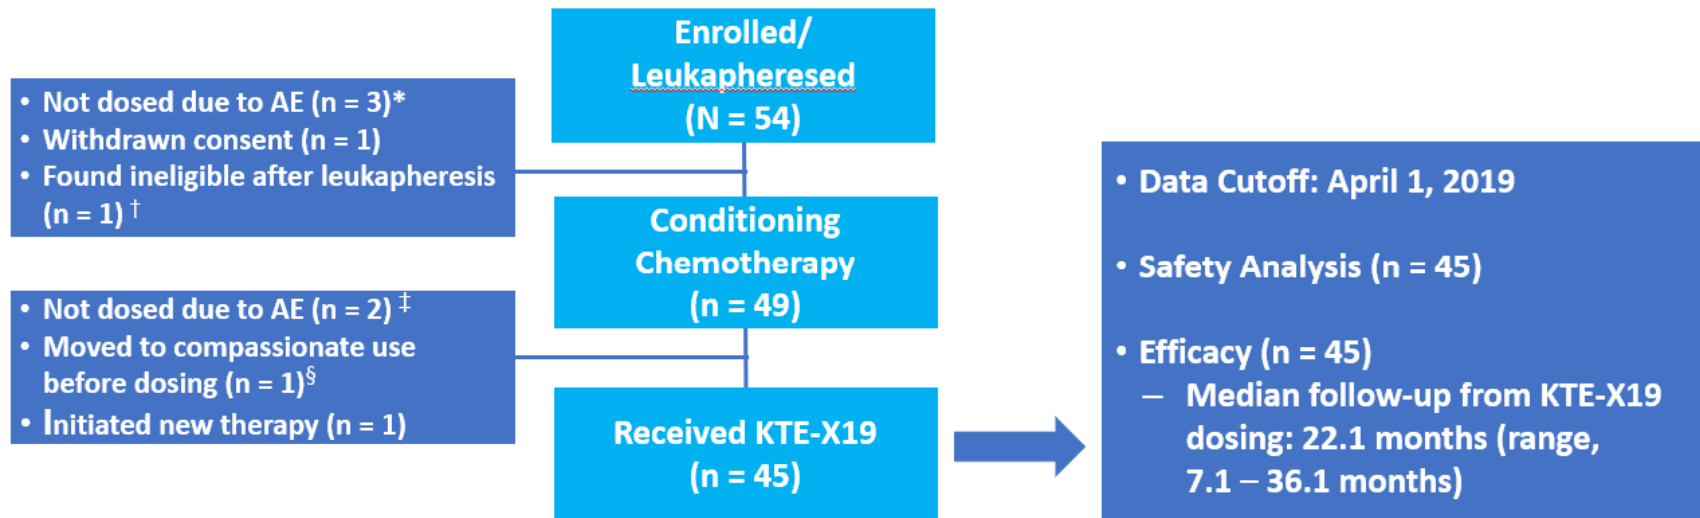 Enrolled/
Leukapheresed
(N = 54)
• Not dosed due to AE (n = 3)*
• Withdrawn consent (n = 1)
• Found ineligible after leukapheresis
(n = 1) †
Conditioning
Chemotherapy
(n = 49)
• Not dosed due to AE (n = 2) ‡
• Moved to compassionate use
before dosing (n = 1)§
• Initiated new therapy (n = 1)
Received KTE-X19
(n = 45)
• Data Cutoff: April 1, 2019
• Safety Analysis (n = 45)
• Efficacy (n = 45)
– Median follow-up from KTE-X19
dosing: 22.1 months (range,
7.1 – 36.1 months)